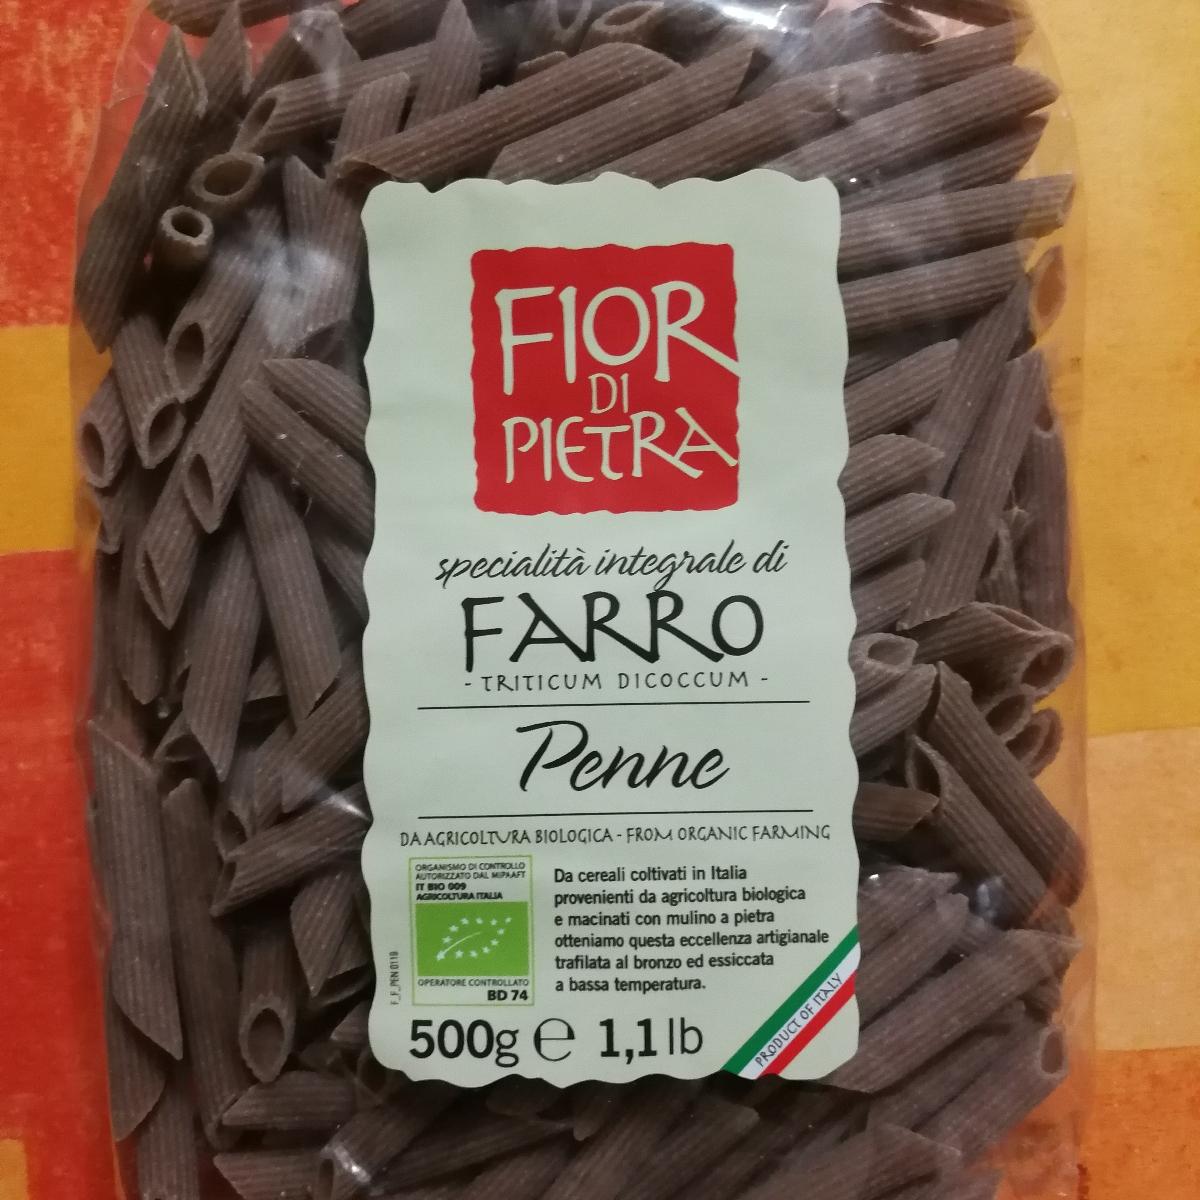 FIOR
DI
PIETRA
specialità integrale di
FARRO
- TRITICUM DICOCCUM -
Penne
DA AGRICOLTURA BIOLOGICA - FROM ORGANIC FARMING
ORGANISMO DI CONTROLLO
AUTORIZZATO DAL MIPAAFT
IT BIO 009
AGRICOLTURA ITALIA
OPERATORE CONTROLLATO
BD 74
Da cereali coltivati in Italia
provenienti da agricoltura biologica
e macinati con mulino a pietra
otteniamo questa eccellenza artigianale
trafilata al bronzo ed essiccata
a bassa temperatura.
F_F_PEN 0119
500g ℮ 1,1 lb
PRODUCT OF ITALY